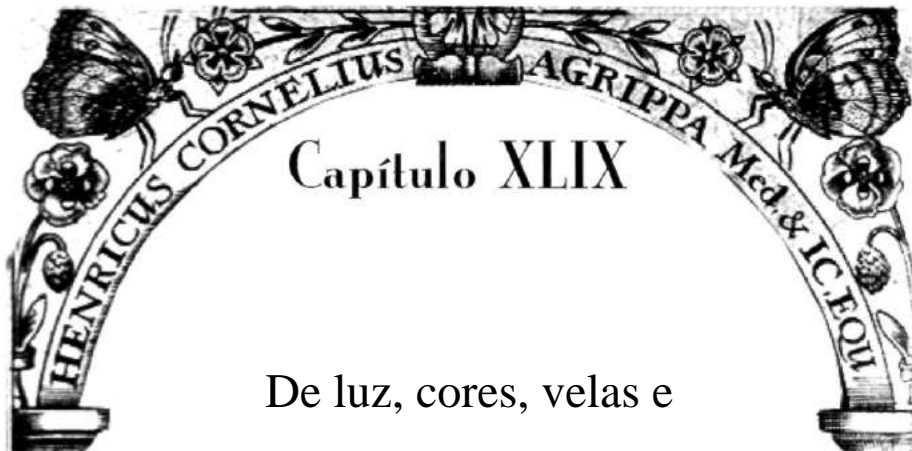 HENRICUS CORNELIUS AGRIPPA Med. & IC. EQU
Capítulo XLIX
De luz, cores, velas e